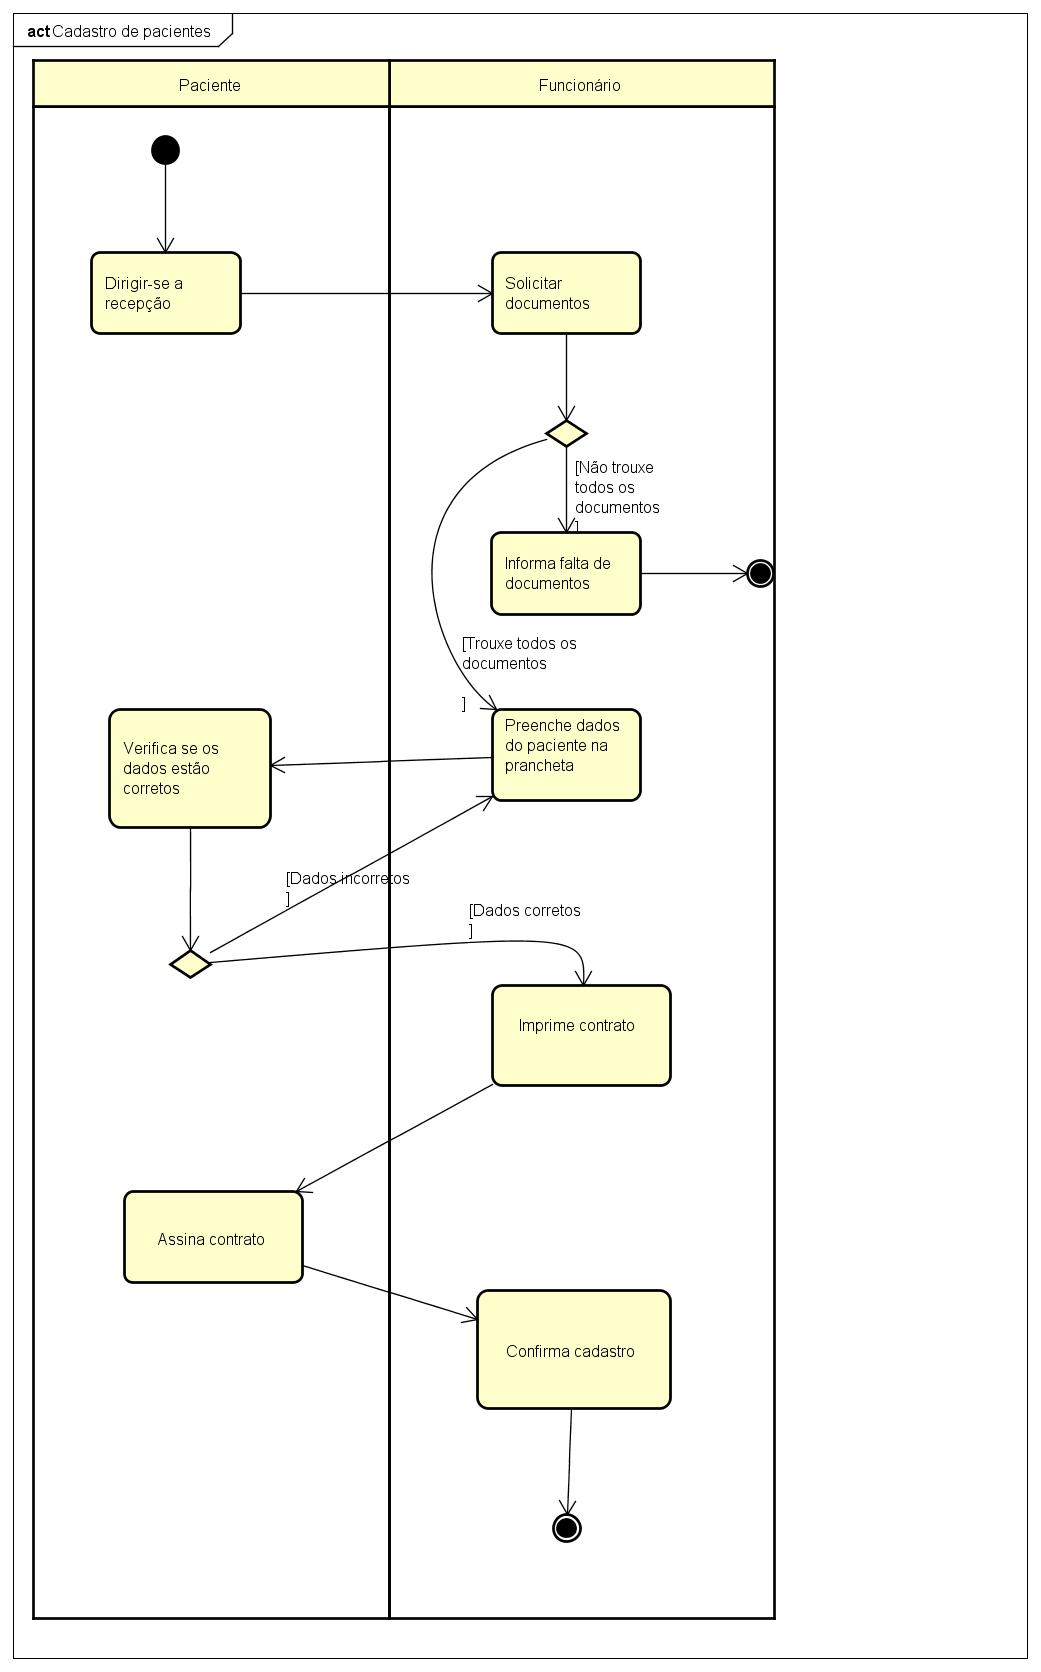 act Cadastro de pacientes
Paciente
Funcionário
Dirigir-se a
recepção
Solicitar
documentos
[Não trouxe
todos os
documentos
]
Informa falta de
documentos
[Trouxe todos os
documentos
]
Preenche dados
do paciente na
prancheta
Verifica se os
dados estão
corretos
[Dados incorretos
]
[Dados corretos
]
Imprime contrato
Assina contrato
Confirma cadastro